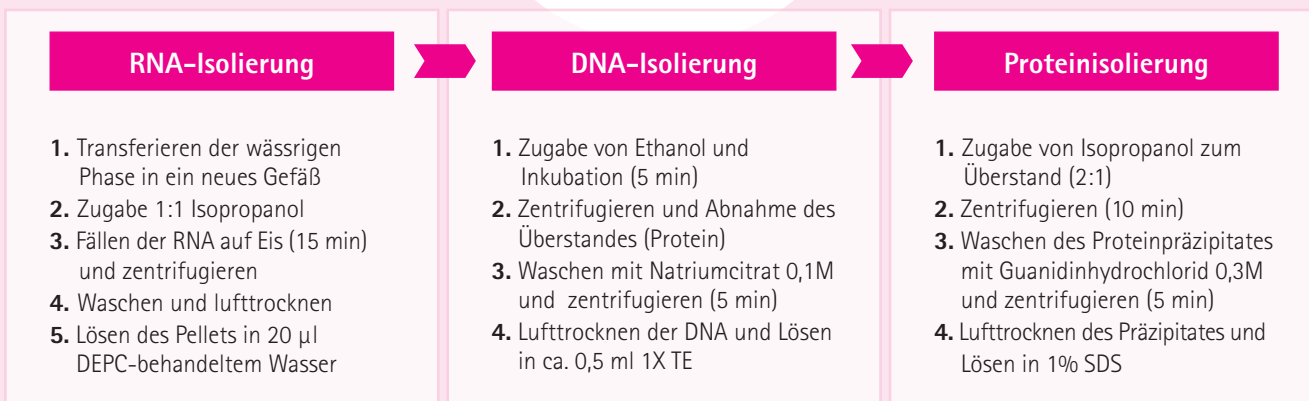 RNA-Isolierung
1. Transferieren der wässrigen
Phase in ein neues Gefäß
2. Zugabe 1:1 Isopropanol
3. Fällen der RNA auf Eis (15 min)
und zentrifugieren
4. Waschen und lufttrocknen
5. Lösen des Pellets in 20 µl
DEPC-behandeltem Wasser
DNA-Isolierung
1. Zugabe von Ethanol und
Inkubation (5 min)
2. Zentrifugieren und Abnahme des
Überstandes (Protein)
3. Waschen mit Natriumcitrat 0,1M
und zentrifugieren (5 min)
4. Lufttrocknen der DNA und Lösen
in ca. 0,5 ml 1X TE
Proteinisolierung
1. Zugabe von Isopropanol zum
Überstand (2:1)
2. Zentrifugieren (10 min)
3. Waschen des Proteinpräzipitates
mit Guanidinhydrochlorid 0,3M
und zentrifugieren (5 min)
4. Lufttrocknen des Präzipitates und
Lösen in 1% SDS